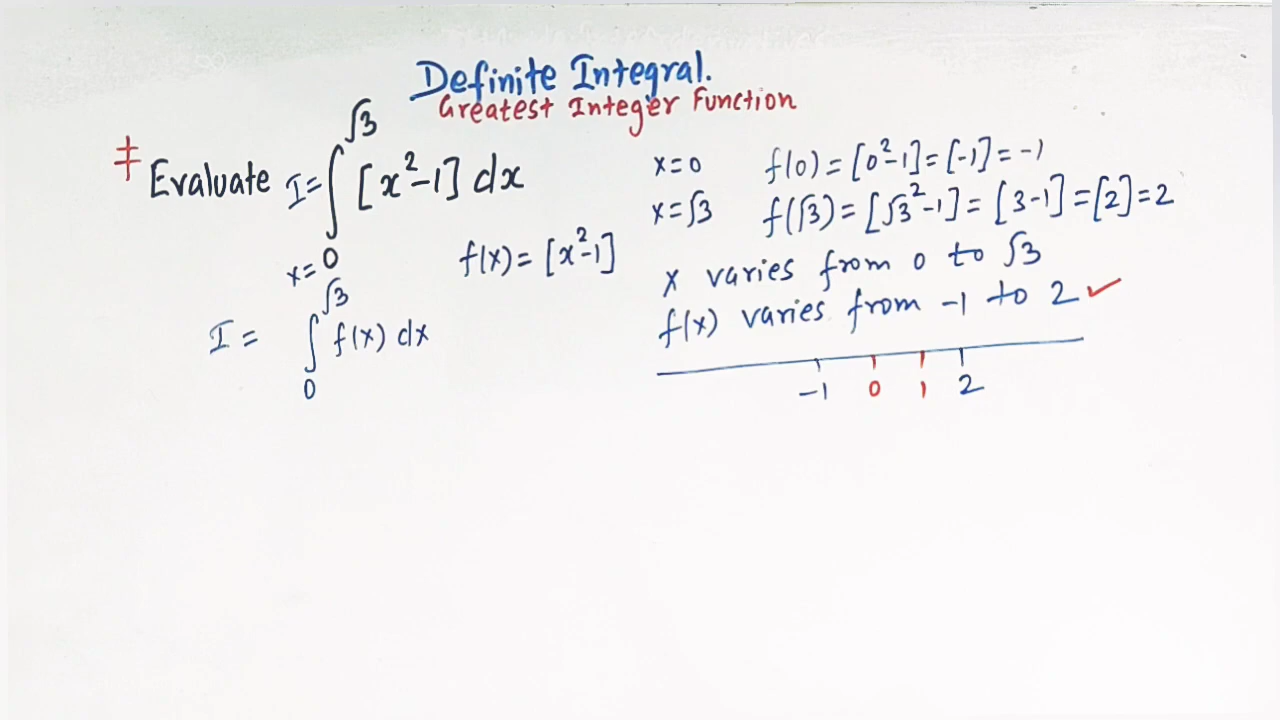 Definite Integral.
Greatest Integer Function
‡ Evaluate I = ∫ₓ₌₀^√3 [x²-1] dx
f(x) = [x²-1]
I = ∫₀^√3 f(x) dx
x=0 f(0) = [0²-1] = [-1] = -1
x=√3 f(√3) = [√3²-1] = [3-1] = [2] = 2
x varies from 0 to √3
f(x) varies from -1 to 2 ✓
-1 0 1 2